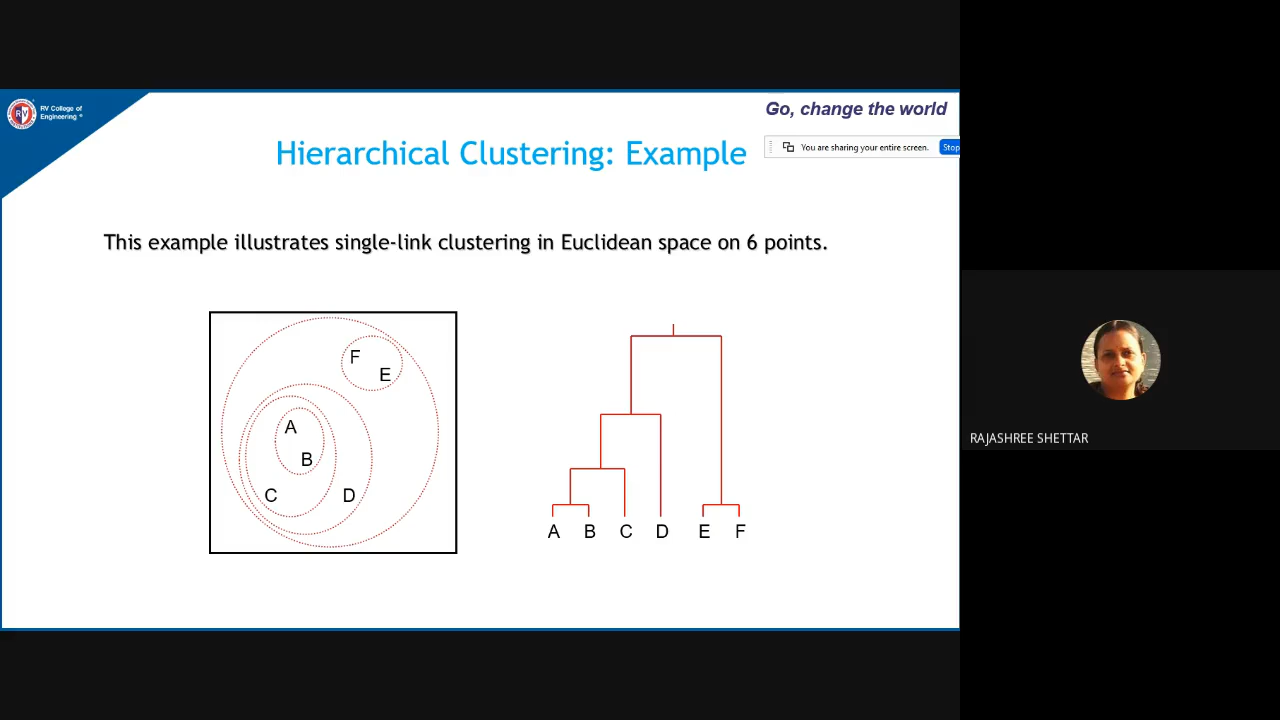 RV College of
Engineering
Go, change the world
Hierarchical Clustering: Example
You are sharing your entire screen.
Stop
This example illustrates single-link clustering in Euclidean space on 6 points.
F
E
A
B
C
D
A B C D E F
RAJASHREE SHETTAR